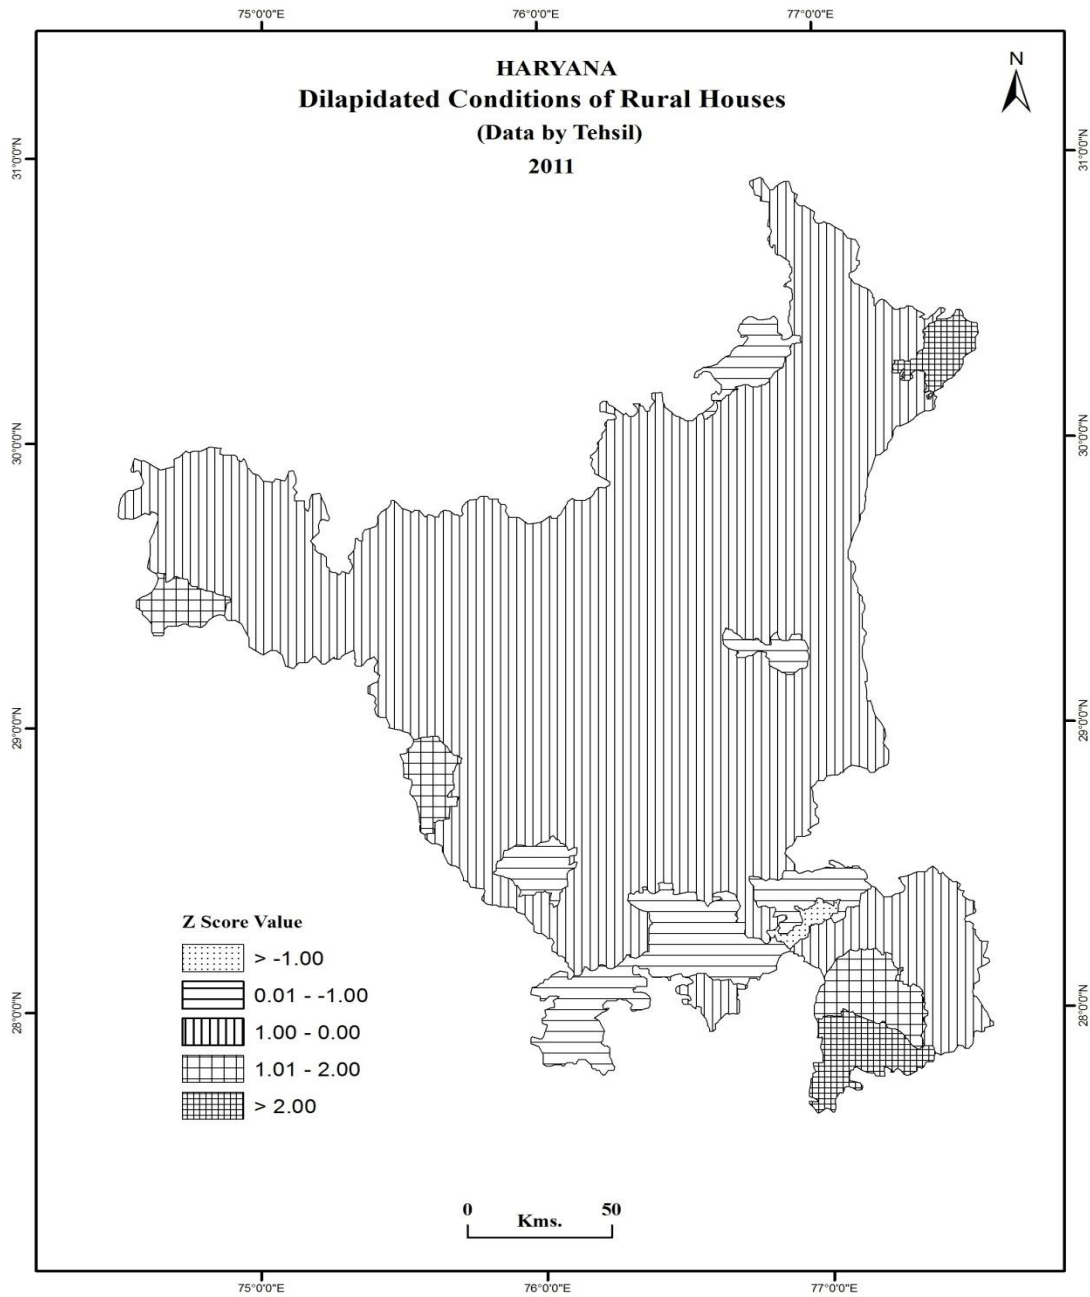 75°0'0"E 76°0'0"E 77°0'0"E
HARYANA
Dilapidated Conditions of Rural Houses
(Data by Tehsil)
2011
N
31°0'0"N 31°0'0"N
30°0'0"N 30°0'0"N
29°0'0"N 29°0'0"N
28°0'0"N 28°0'0"N
Z Score Value
> -1.00
0.01 - -1.00
1.00 - 0.00
1.01 - 2.00
> 2.00
0 50
Kms.
75°0'0"E 76°0'0"E 77°0'0"E